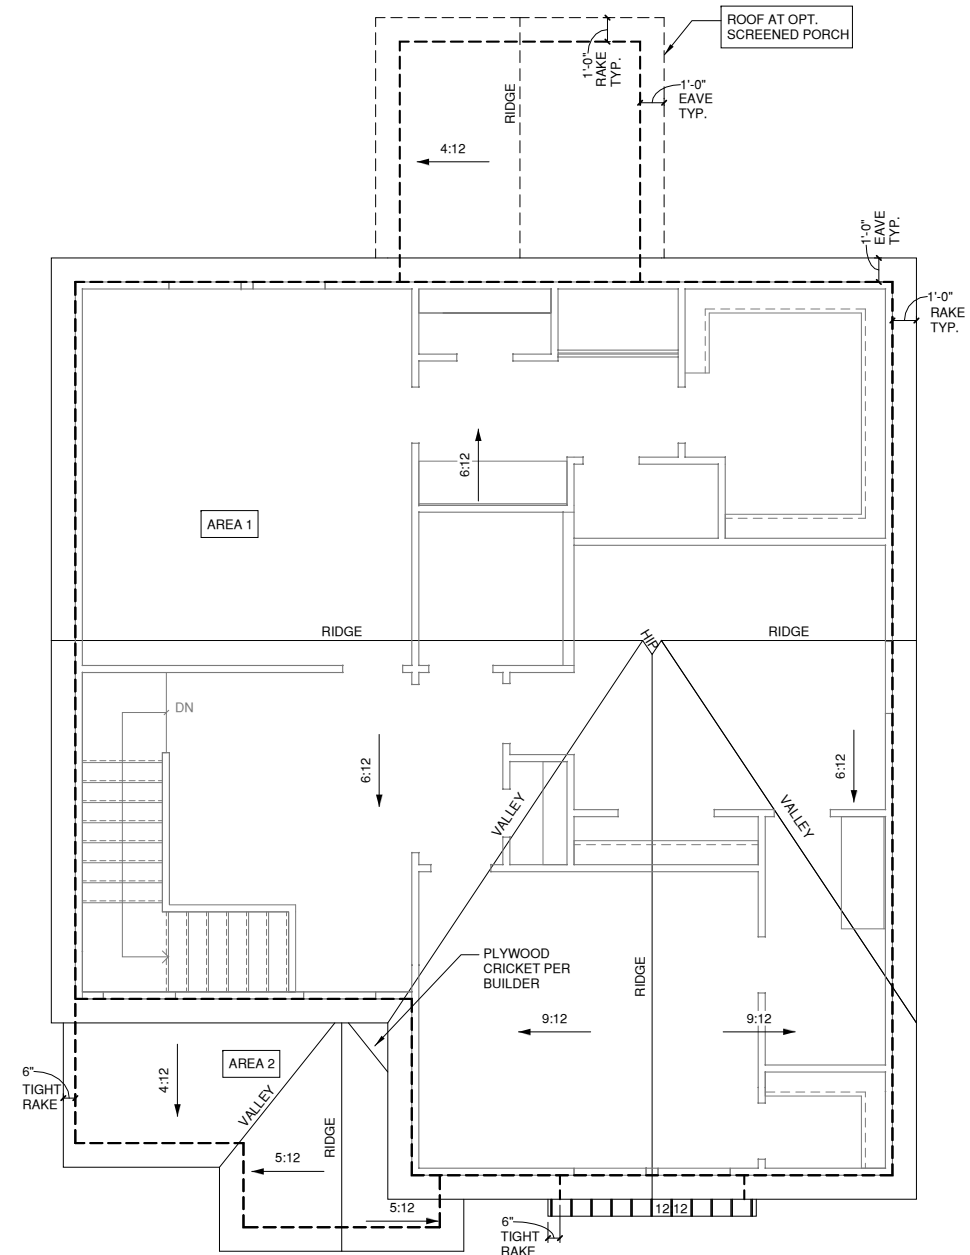 ROOF AT OPT.
SCREENED PORCH
1'-0"
RAKE
TYP.
1'-0"
EAVE
TYP.
RIDGE
4:12
1'-0"
EAVE
TYP.
1'-0"
RAKE
TYP.
6:12
AREA 1
RIDGE
HIP
RIDGE
DN
6:12
6:12
VALLEY
VALLEY
PLYWOOD
CRICKET PER
BUILDER
RIDGE
9:12
9:12
AREA 2
6"
TIGHT
RAKE
4:12
VALLEY
RIDGE
5:12
5:12
12:12
6"
TIGHT
RAKE